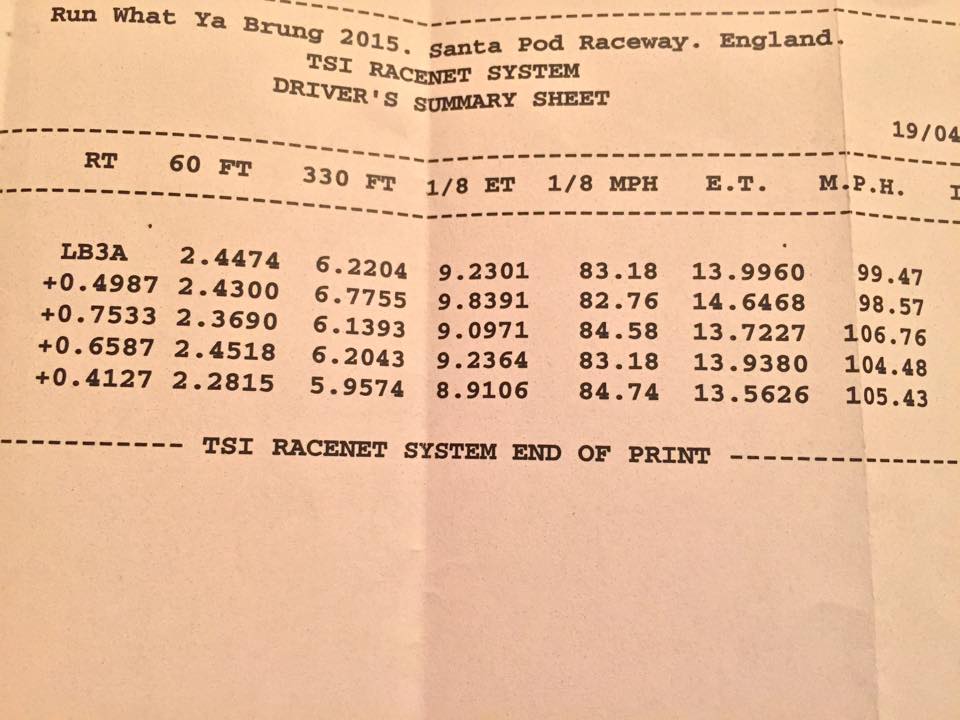 Run What Ya Brung 2015. Santa Pod Raceway. England.
TSI RACENET SYSTEM
DRIVER'S SUMMARY SHEET
19/04
RT 60 FT 330 FT 1/8 ET 1/8 MPH E.T. M.P.H.
LB3A 2.4474 6.2204 9.2301 83.18 13.9960 99.47
+0.4987 2.4300 6.7755 9.8391 82.76 14.6468 98.57
+0.7533 2.3690 6.1393 9.0971 84.58 13.7227 106.76
+0.6587 2.4518 6.2043 9.2364 83.18 13.9380 104.48
+0.4127 2.2815 5.9574 8.9106 84.74 13.5626 105.43
----------- TSI RACENET SYSTEM END OF PRINT --------------